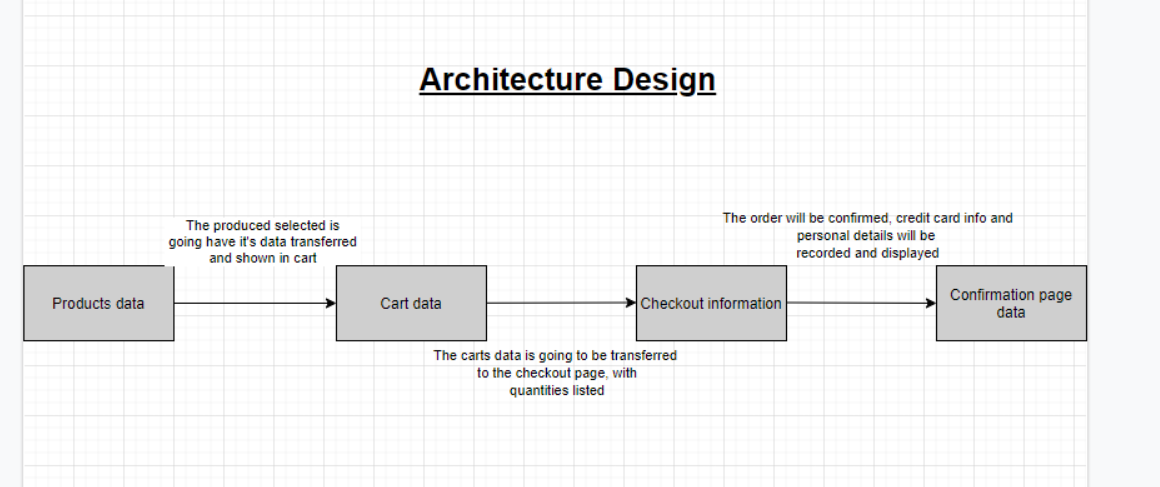 Architecture Design
The produced selected is
going have it's data transferred
and shown in cart
The order will be confirmed, credit card info and
personal details will be
recorded and displayed
Products data
Cart data
Checkout information
Confirmation page
data
The carts data is going to be transferred
to the checkout page, with
quantities listed